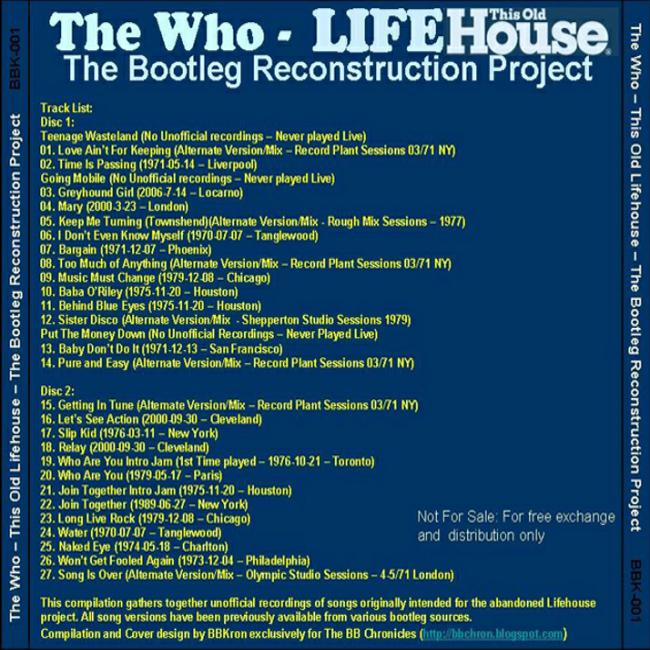 The Who - LIFEHouse
This Old
The Bootleg Reconstruction Project
Track List:
Disc 1:
Teenage Wasteland (No Unofficial recordings – Never played Live)
01. Love Ain't For Keeping (Alternate Version/Mix – Record Plant Sessions 03/71 NY)
02. Time Is Passing (1971-05-14 – Liverpool)
Going Mobile (No Unofficial recordings – Never played Live)
03. Greyhound Girl (2006-7-14 – Locarno)
04. Mary (2000-3-23 – London)
05. Keep Me Turning (Townshend)(Alternate Version/Mix - Rough Mix Sessions – 1977)
06. I Don't Even Know Myself (1970-07-07 – Tanglewood)
07. Bargain (1971-12-07 – Phoenix)
08. Too Much of Anything (Alternate Version/Mix – Record Plant Sessions 03/71 NY)
09. Music Must Change (1979-12-08 – Chicago)
10. Baba O'Riley (1975-11-20 – Houston)
11. Behind Blue Eyes (1975-11-20 – Houston)
12. Sister Disco (Alternate Version/Mix - Shepperton Studio Sessions 1979)
Put The Money Down (No Unofficial Recordings – Never Played Live)
13. Baby Don't Do It (1971-12-13 – San Francisco)
14. Pure and Easy (Alternate Version/Mix – Record Plant Sessions 03/71 NY)
Disc 2:
15. Getting In Tune (Alternate Version/Mix – Record Plant Sessions 03/71 NY)
16. Let's See Action (2000-09-30 – Cleveland)
17. Slip Kid (1976-03-11 – New York)
18. Relay (2000-09-30 – Cleveland)
19. Who Are You Intro Jam (1st Time played – 1976-10-21 – Toronto)
20. Who Are You (1979-05-17 – Paris)
21. Join Together Intro Jam (1975-11-20 – Houston)
22. Join Together (1989-06-27 – New York)
23. Long Live Rock (1979-12-08 – Chicago)
24. Water (1970-07-07 – Tanglewood)
25. Naked Eye (1974-05-18 – Charlton)
26. Won't Get Fooled Again (1973-12-04 – Philadelphia)
27. Song Is Over (Alternate Version/Mix – Olympic Studio Sessions – 4-5/71 London)
Not For Sale: For free exchange
and distribution only
This compilation gathers together unofficial recordings of songs originally intended for the abandoned Lifehouse
project. All song versions have been previously available from various bootleg sources.
Compilation and Cover design by BBKron exclusively for The BB Chronicles (http://bbchron.blogspot.com)
The Who – This Old Lifehouse – The Bootleg Reconstruction Project BBK-001
The Who – This Old Lifehouse – The Bootleg Reconstruction Project BBK-001